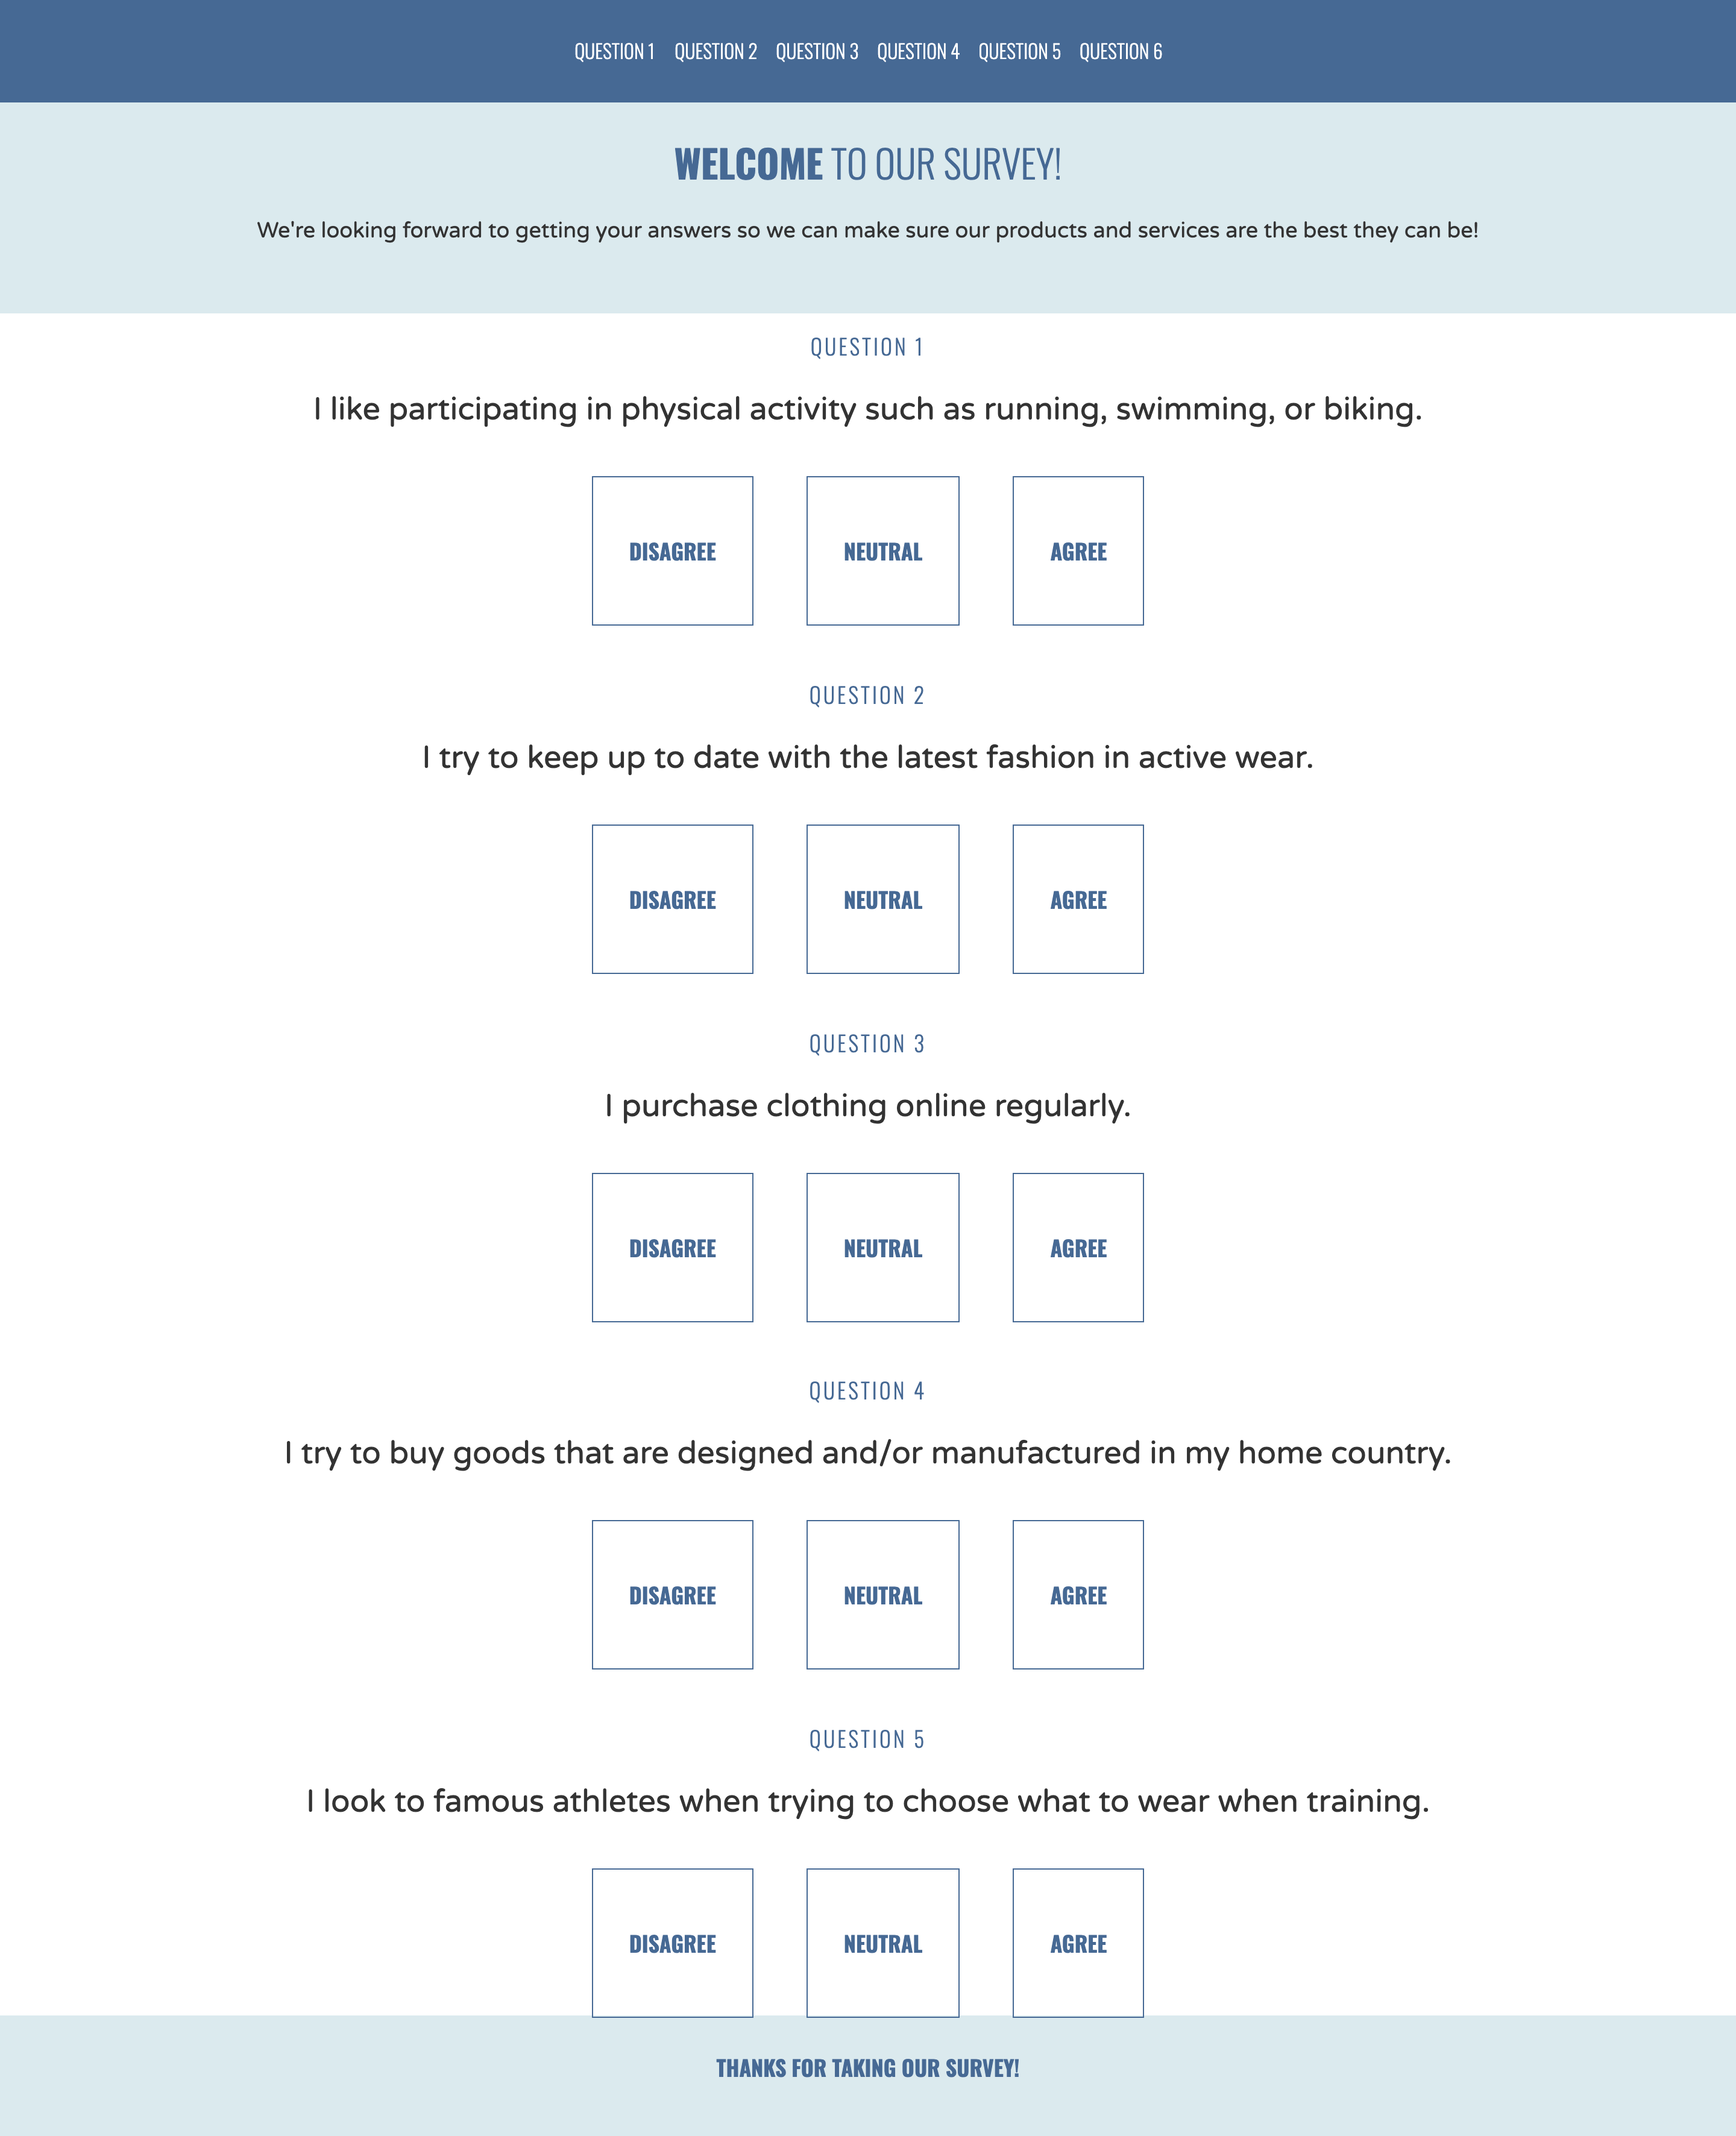 QUESTION 1 QUESTION 2 QUESTION 3 QUESTION 4 QUESTION 5 QUESTION 6
WELCOME TO OUR SURVEY!
We're looking forward to getting your answers so we can make sure our products and services are the best they can be!
QUESTION 1
I like participating in physical activity such as running, swimming, or biking.
DISAGREE NEUTRAL AGREE
QUESTION 2
I try to keep up to date with the latest fashion in active wear.
DISAGREE NEUTRAL AGREE
QUESTION 3
I purchase clothing online regularly.
DISAGREE NEUTRAL AGREE
QUESTION 4
I try to buy goods that are designed and/or manufactured in my home country.
DISAGREE NEUTRAL AGREE
QUESTION 5
I look to famous athletes when trying to choose what to wear when training.
DISAGREE NEUTRAL AGREE
THANKS FOR TAKING OUR SURVEY!